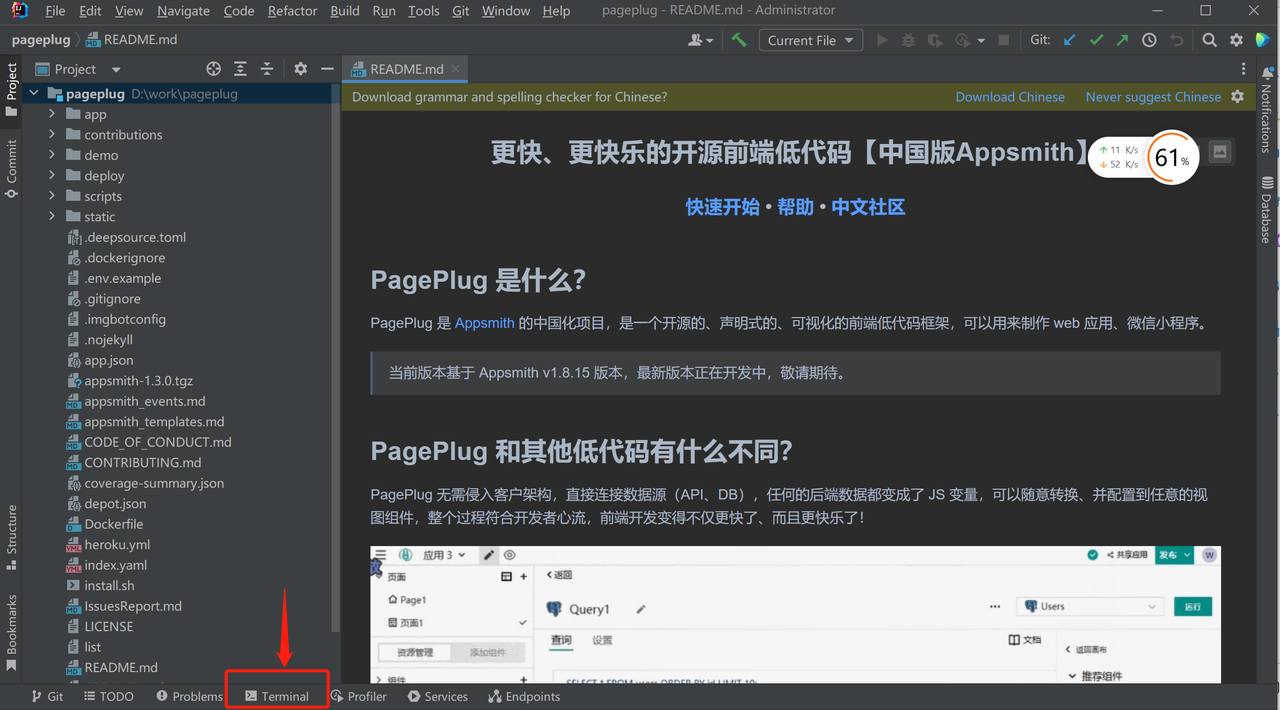 File Edit View Navigate Code Refactor Build Run Tools Git Window Help pageplug - README.md - Administrator
pageplug README.md Current File Git:
Project
README.md
pageplug D:\work\pageplug
app
contributions
demo
deploy
scripts
static
.deepsource.toml
.dockerignore
.env.example
.gitignore
.imgbotconfig
.nojekyll
app.json
appsmith-1.3.0.tgz
appsmith_events.md
appsmith_templates.md
CODE_OF_CONDUCT.md
CONTRIBUTING.md
coverage-summary.json
depot.json
Dockerfile
heroku.yml
index.yaml
install.sh
IssuesReport.md
LICENSE
list
README.md
Project
Commit
Structure
Bookmarks
Download grammar and spelling checker for Chinese? Download Chinese Never suggest Chinese
更快、更快乐的开源前端低代码【中国版Appsmith】
11 K/s
52 K/s
61%
快速开始 • 帮助 • 中文社区
PagePlug 是什么？
PagePlug 是 Appsmith 的中国化项目，是一个开源的、声明式的、可视化的前端低代码框架，可以用来制作 web 应用、微信小程序。
当前版本基于 Appsmith v1.8.15 版本，最新版本正在开发中，敬请期待。
PagePlug 和其他低代码有什么不同？
PagePlug 无需侵入客户架构，直接连接数据源（API、DB），任何的后端数据都变成了 JS 变量，可以随意转换、并配置到任意的视
图组件，整个过程符合开发者心流，前端开发变得不仅更快了、而且更快乐了！
应用 3 共享应用 发布 W
页面
Page1
页面1
资源管理 添加组件
组件
返回
Query1 Users 运行
查询 设置 文档
返回画布
推荐组件
SELECT * FROM users ORDER BY id LIMIT 10;
Notifications
Database
Git TODO Problems Terminal Profiler Services Endpoints